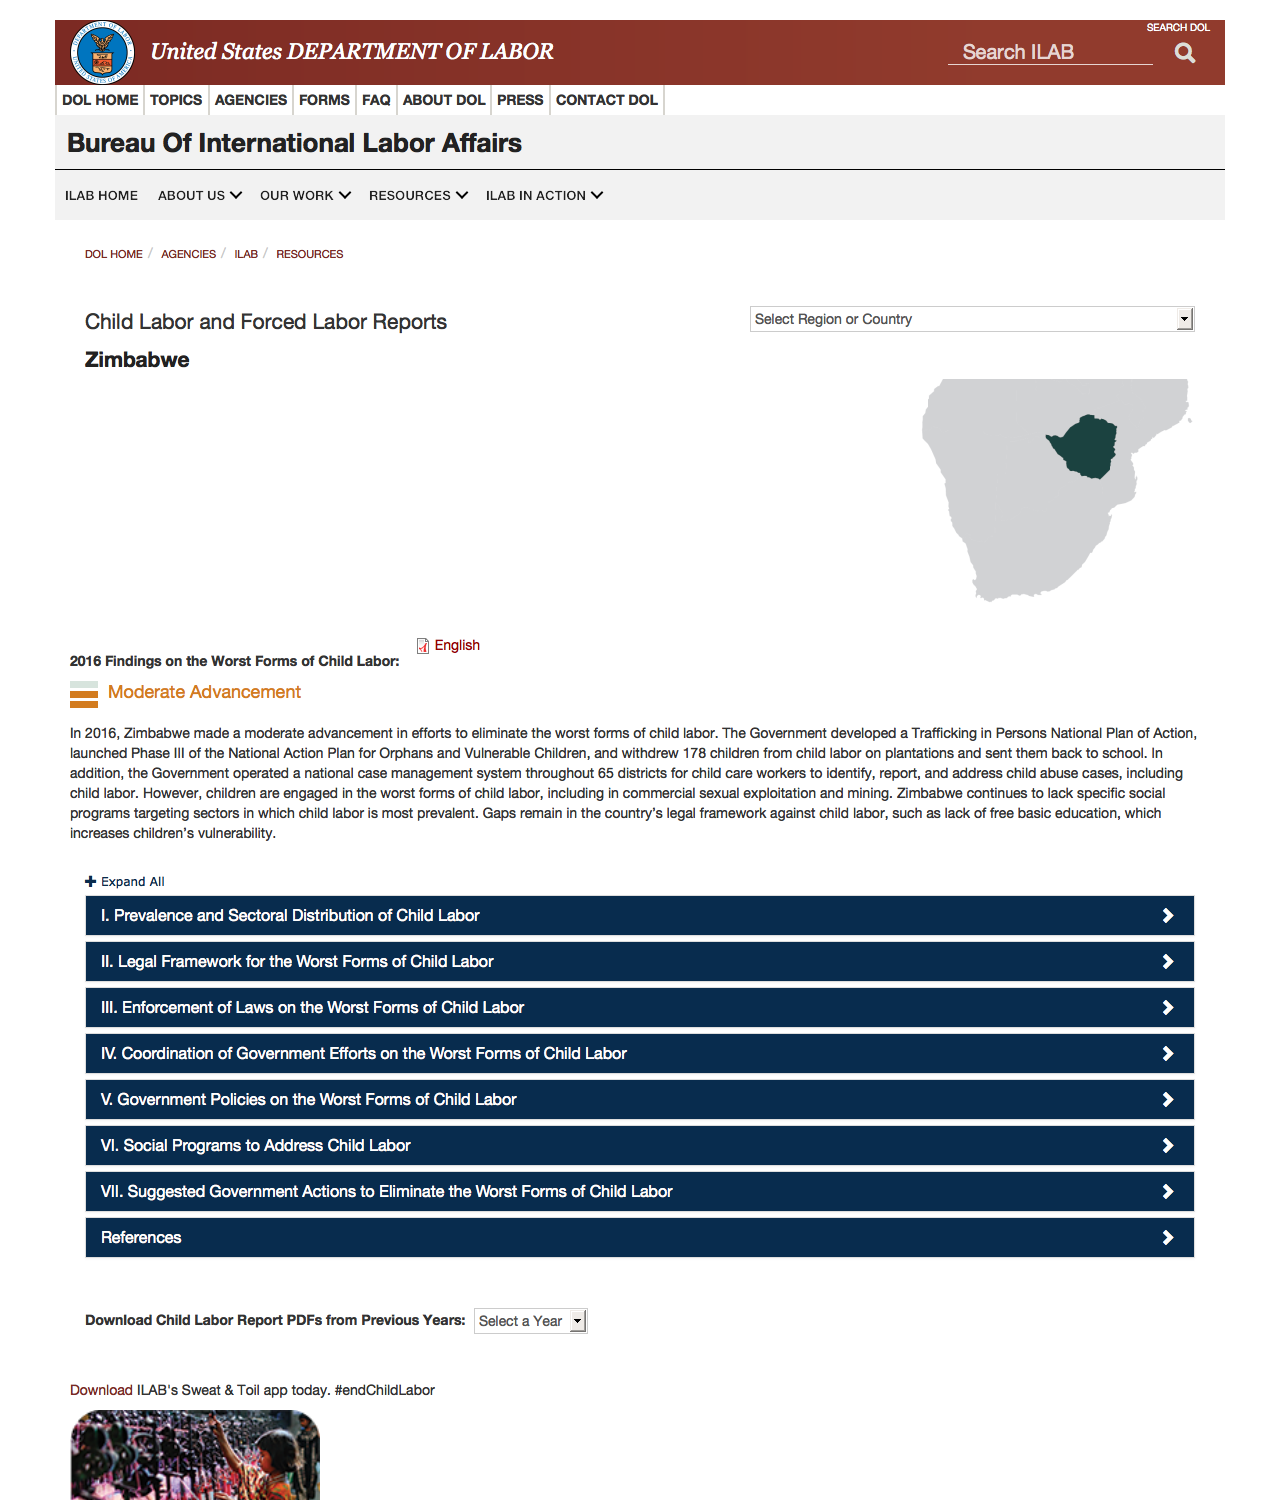 SEARCH DOL
United States DEPARTMENT OF LABOR
Search ILAB
DOL HOME TOPICS AGENCIES FORMS FAQ ABOUT DOL PRESS CONTACT DOL
Bureau Of International Labor Affairs
ILAB HOME ABOUT US OUR WORK RESOURCES ILAB IN ACTION
DOL HOME / AGENCIES / ILAB / RESOURCES
Child Labor and Forced Labor Reports
Select Region or Country
Zimbabwe
English
2016 Findings on the Worst Forms of Child Labor:
Moderate Advancement
In 2016, Zimbabwe made a moderate advancement in efforts to eliminate the worst forms of child labor. The Government developed a Trafficking in Persons National Plan of Action,
launched Phase III of the National Action Plan for Orphans and Vulnerable Children, and withdrew 178 children from child labor on plantations and sent them back to school. In
addition, the Government operated a national case management system throughout 65 districts for child care workers to identify, report, and address child abuse cases, including
child labor. However, children are engaged in the worst forms of child labor, including in commercial sexual exploitation and mining. Zimbabwe continues to lack specific social
programs targeting sectors in which child labor is most prevalent. Gaps remain in the country’s legal framework against child labor, such as lack of free basic education, which
increases children’s vulnerability.
Expand All
I. Prevalence and Sectoral Distribution of Child Labor
II. Legal Framework for the Worst Forms of Child Labor
III. Enforcement of Laws on the Worst Forms of Child Labor
IV. Coordination of Government Efforts on the Worst Forms of Child Labor
V. Government Policies on the Worst Forms of Child Labor
VI. Social Programs to Address Child Labor
VII. Suggested Government Actions to Eliminate the Worst Forms of Child Labor
References
Download Child Labor Report PDFs from Previous Years: Select a Year
Download ILAB's Sweat & Toil app today. #endChildLabor